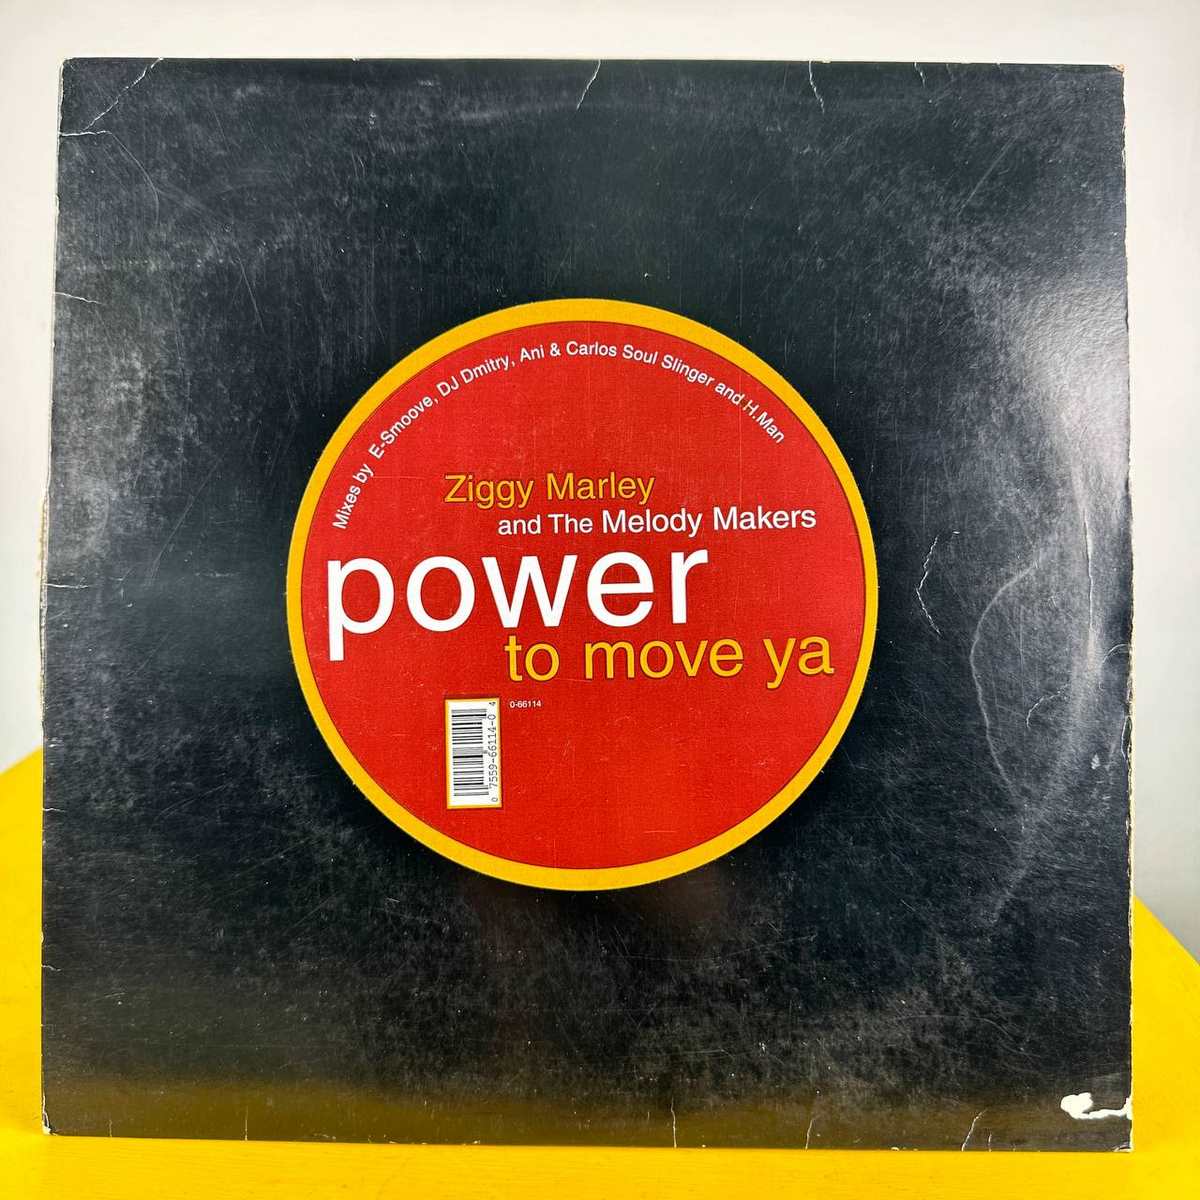 Mixes by E-Smoove, DJ Dmitry, Ani & Carlos Soul Slinger and H.Man
Ziggy Marley
and The Melody Makers
power
to move ya
0-66114
0 7559-66114-0 4